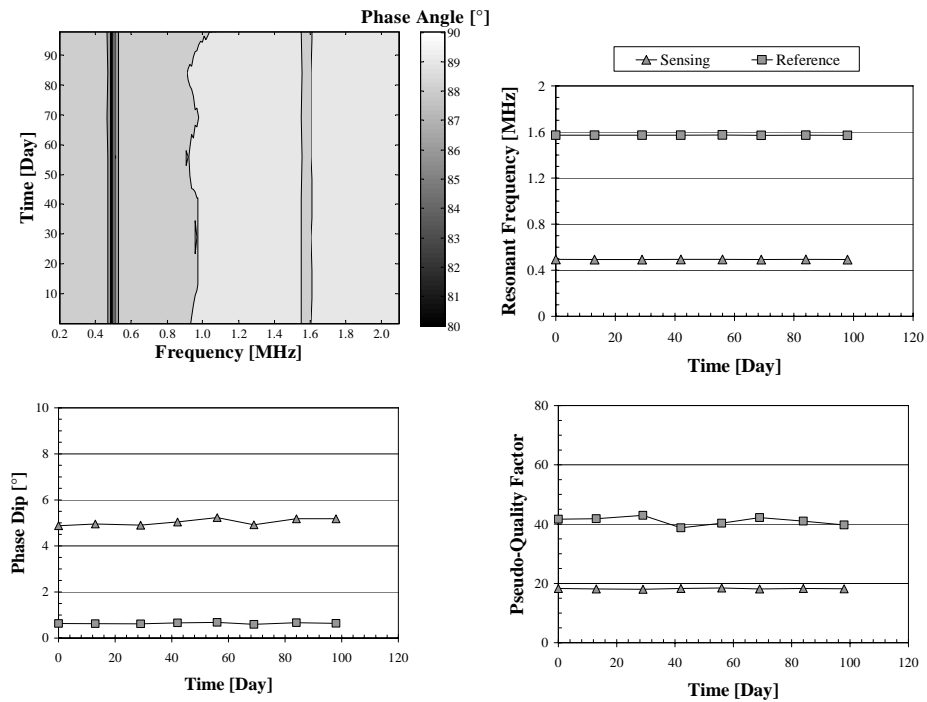 Phase Angle [°]
90
80
70
60
50
40
30
20
10
Time [Day]
0.2 0.4 0.6 0.8 1.0 1.2 1.4 1.6 1.8 2.0
Frequency [MHz]
90
89
88
87
86
85
84
83
82
81
80
Sensing Reference
2
1.6
1.2
0.8
0.4
0
Resonant Frequency [MHz]
0 20 40 60 80 100 120
Time [Day]
10
8
6
4
2
0
Phase Dip [°]
0 20 40 60 80 100 120
Time [Day]
80
60
40
20
0
Pseudo-Quality Factor
0 20 40 60 80 100 120
Time [Day]